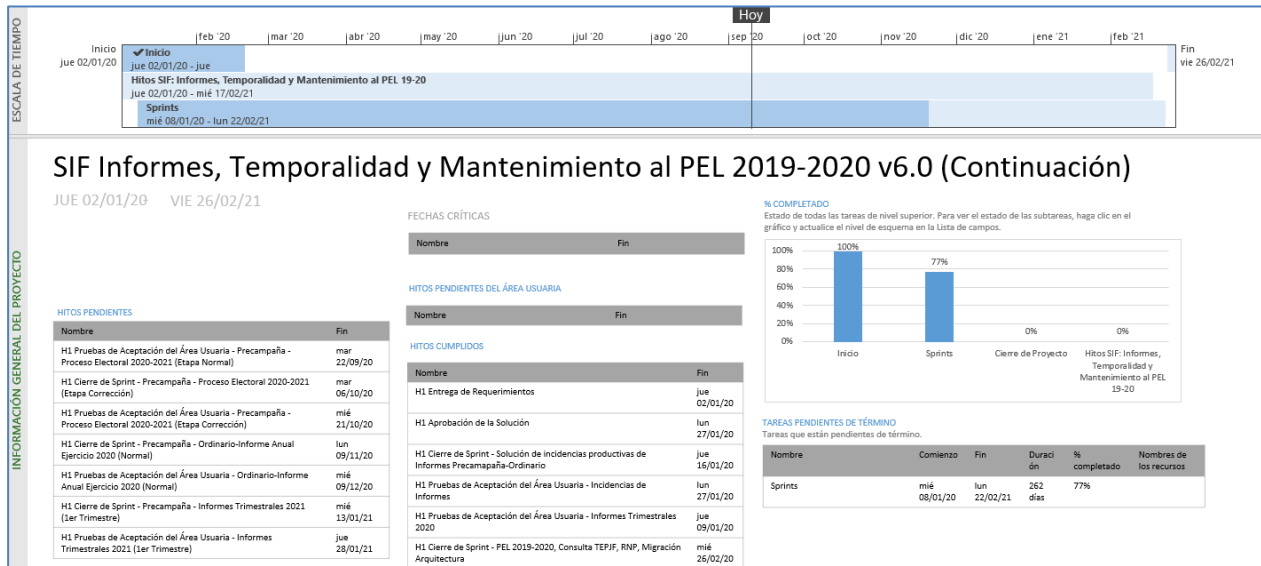 Hoy
ESCALA DE TIEMPO
feb '20 mar '20 abr '20 may '20 jun '20 jul '20 ago '20 sep '20 oct '20 nov '20 dic '20 ene '21 feb '21
Inicio
jue 02/01/20
✔Inicio
jue 02/01/20 - jue
Hitos SIF: Informes, Temporalidad y Mantenimiento al PEL 19-20
jue 02/01/20 - mié 17/02/21
Sprints
mié 08/01/20 - lun 22/02/21
Fin
vie 26/02/21
INFORMACIÓN GENERAL DEL PROYECTO
SIF Informes, Temporalidad y Mantenimiento al PEL 2019-2020 v6.0 (Continuación)
JUE 02/01/20 - VIE 26/02/21
HITOS PENDIENTES
Nombre Fin
H1 Pruebas de Aceptación del Área Usuaria - Precampaña - mar
Proceso Electoral 2020-2021 (Etapa Normal) 22/09/20
H1 Cierre de Sprint - Precampaña - Proceso Electoral 2020-2021 mar
(Etapa Corrección) 06/10/20
H1 Pruebas de Aceptación del Área Usuaria - Precampaña - mié
Proceso Electoral 2020-2021 (Etapa Corrección) 21/10/20
H1 Cierre de Sprint - Precampaña - Ordinario-Informe Anual lun
Ejercicio 2020 (Normal) 09/11/20
H1 Pruebas de Aceptación del Área Usuaria - Ordinario-Informe mié
Anual Ejercicio 2020 (Normal) 09/12/20
H1 Cierre de Sprint - Precampaña - Informes Trimestrales 2021 mié
(1er Trimestre) 13/01/21
H1 Pruebas de Aceptación del Área Usuaria - Informes jue
Trimestrales 2021 (1er Trimestre) 28/01/21
FECHAS CRÍTICAS
Nombre Fin
HITOS PENDIENTES DEL ÁREA USUARIA
Nombre Fin
HITOS CUMPLIDOS
Nombre Fin
H1 Entrega de Requerimientos jue
02/01/20
H1 Aprobación de la Solución lun
27/01/20
H1 Cierre de Sprint - Solución de incidencias productivas de jue
Informes Precamapaña-Ordinario 16/01/20
H1 Pruebas de Aceptación del Área Usuaria - Incidencias de lun
Informes 27/01/20
H1 Pruebas de Aceptación del Área Usuaria - Informes Trimestrales jue
2020 09/01/20
H1 Cierre de Sprint - PEL 2019-2020, Consulta TEPJF, RNP, Migración mié
Arquitectura 26/02/20
% COMPLETADO
Estado de todas las tareas de nivel superior. Para ver el estado de las subtareas, haga clic en el
gráfico y actualice el nivel de esquema en la Lista de campos.
100%
80%
60%
40%
20%
0%
100% 77% 0% 0%
Inicio Sprints Cierre de Proyecto Hitos SIF: Informes,
Temporalidad y
Mantenimiento al PEL
19-20
TAREAS PENDIENTES DE TÉRMINO
Tareas que están pendientes de término.
Nombre Comienzo Fin Duraci % Nombres de
ón completado los recursos
Sprints mié lun 262 77%
08/01/20 22/02/21 días